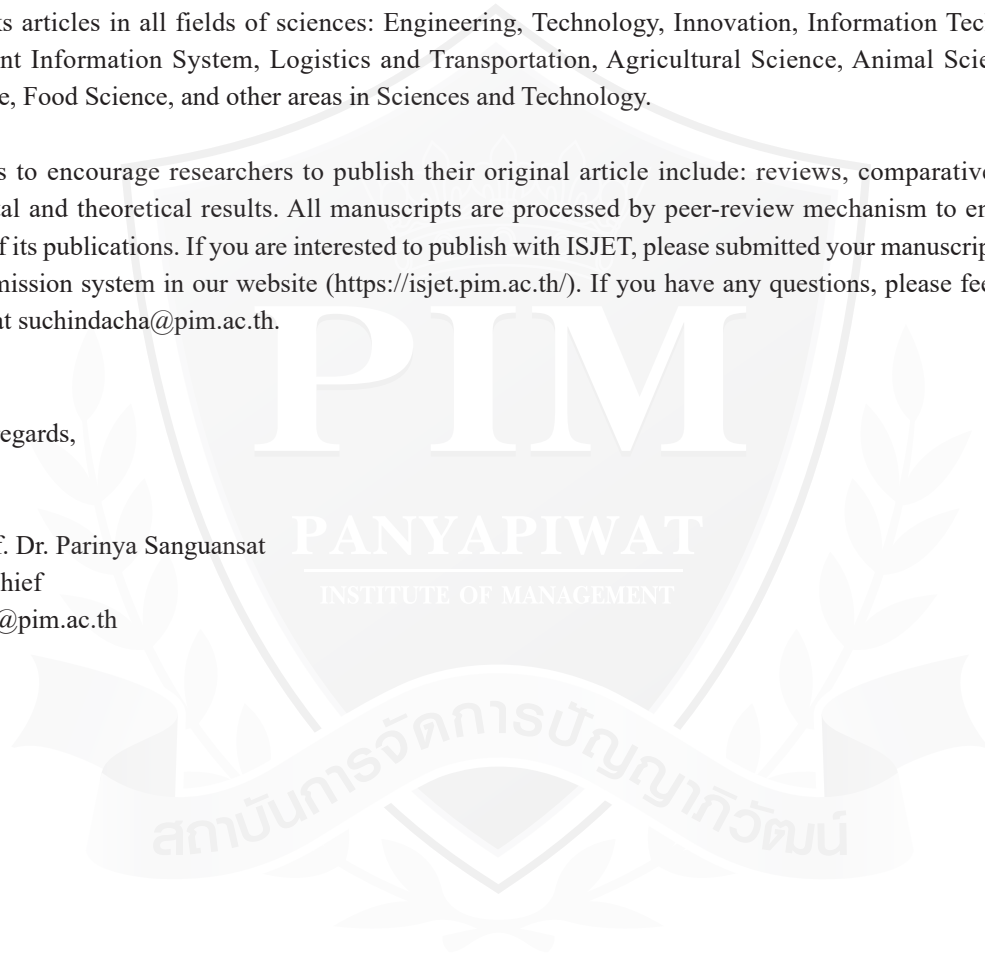 s articles in all fields of sciences: Engineering, Technology, Innovation, Information Tec
nt Information System, Logistics and Transportation, Agricultural Science, Animal Scie
e, Food Science, and other areas in Sciences and Technology.
s to encourage researchers to publish their original article include: reviews, comparative
tal and theoretical results. All manuscripts are processed by peer-review mechanism to en
f its publications. If you are interested to publish with ISJET, please submitted your manuscrip
mission system in our website (https://isjet.pim.ac.th/). If you have any questions, please fee
at suchindacha@pim.ac.th.
egards,
f. Dr. Parinya Sanguansat
hief
@pim.ac.th
PIM
PANYAPIWAT
INSTITUTE OF MANAGEMENT
สถาบันการจัดการปัญญาภิวัฒน์